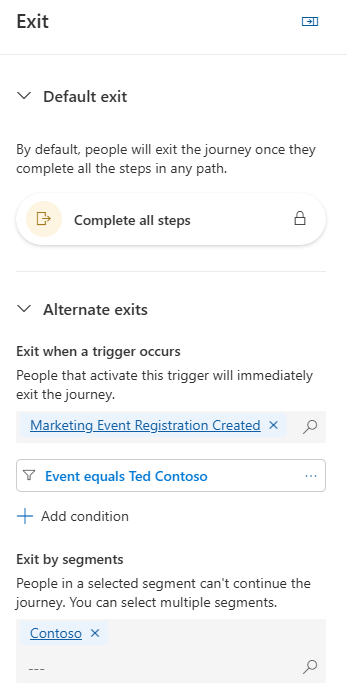 Exit
Default exit
By default, people will exit the journey once they
complete all the steps in any path.
Complete all steps
Alternate exits
Exit when a trigger occurs
People that activate this trigger will immediately
exit the journey.
Marketing Event Registration Created
Event equals Ted Contoso
Add condition
Exit by segments
People in a selected segment can't continue the
journey. You can select multiple segments.
Contoso
---